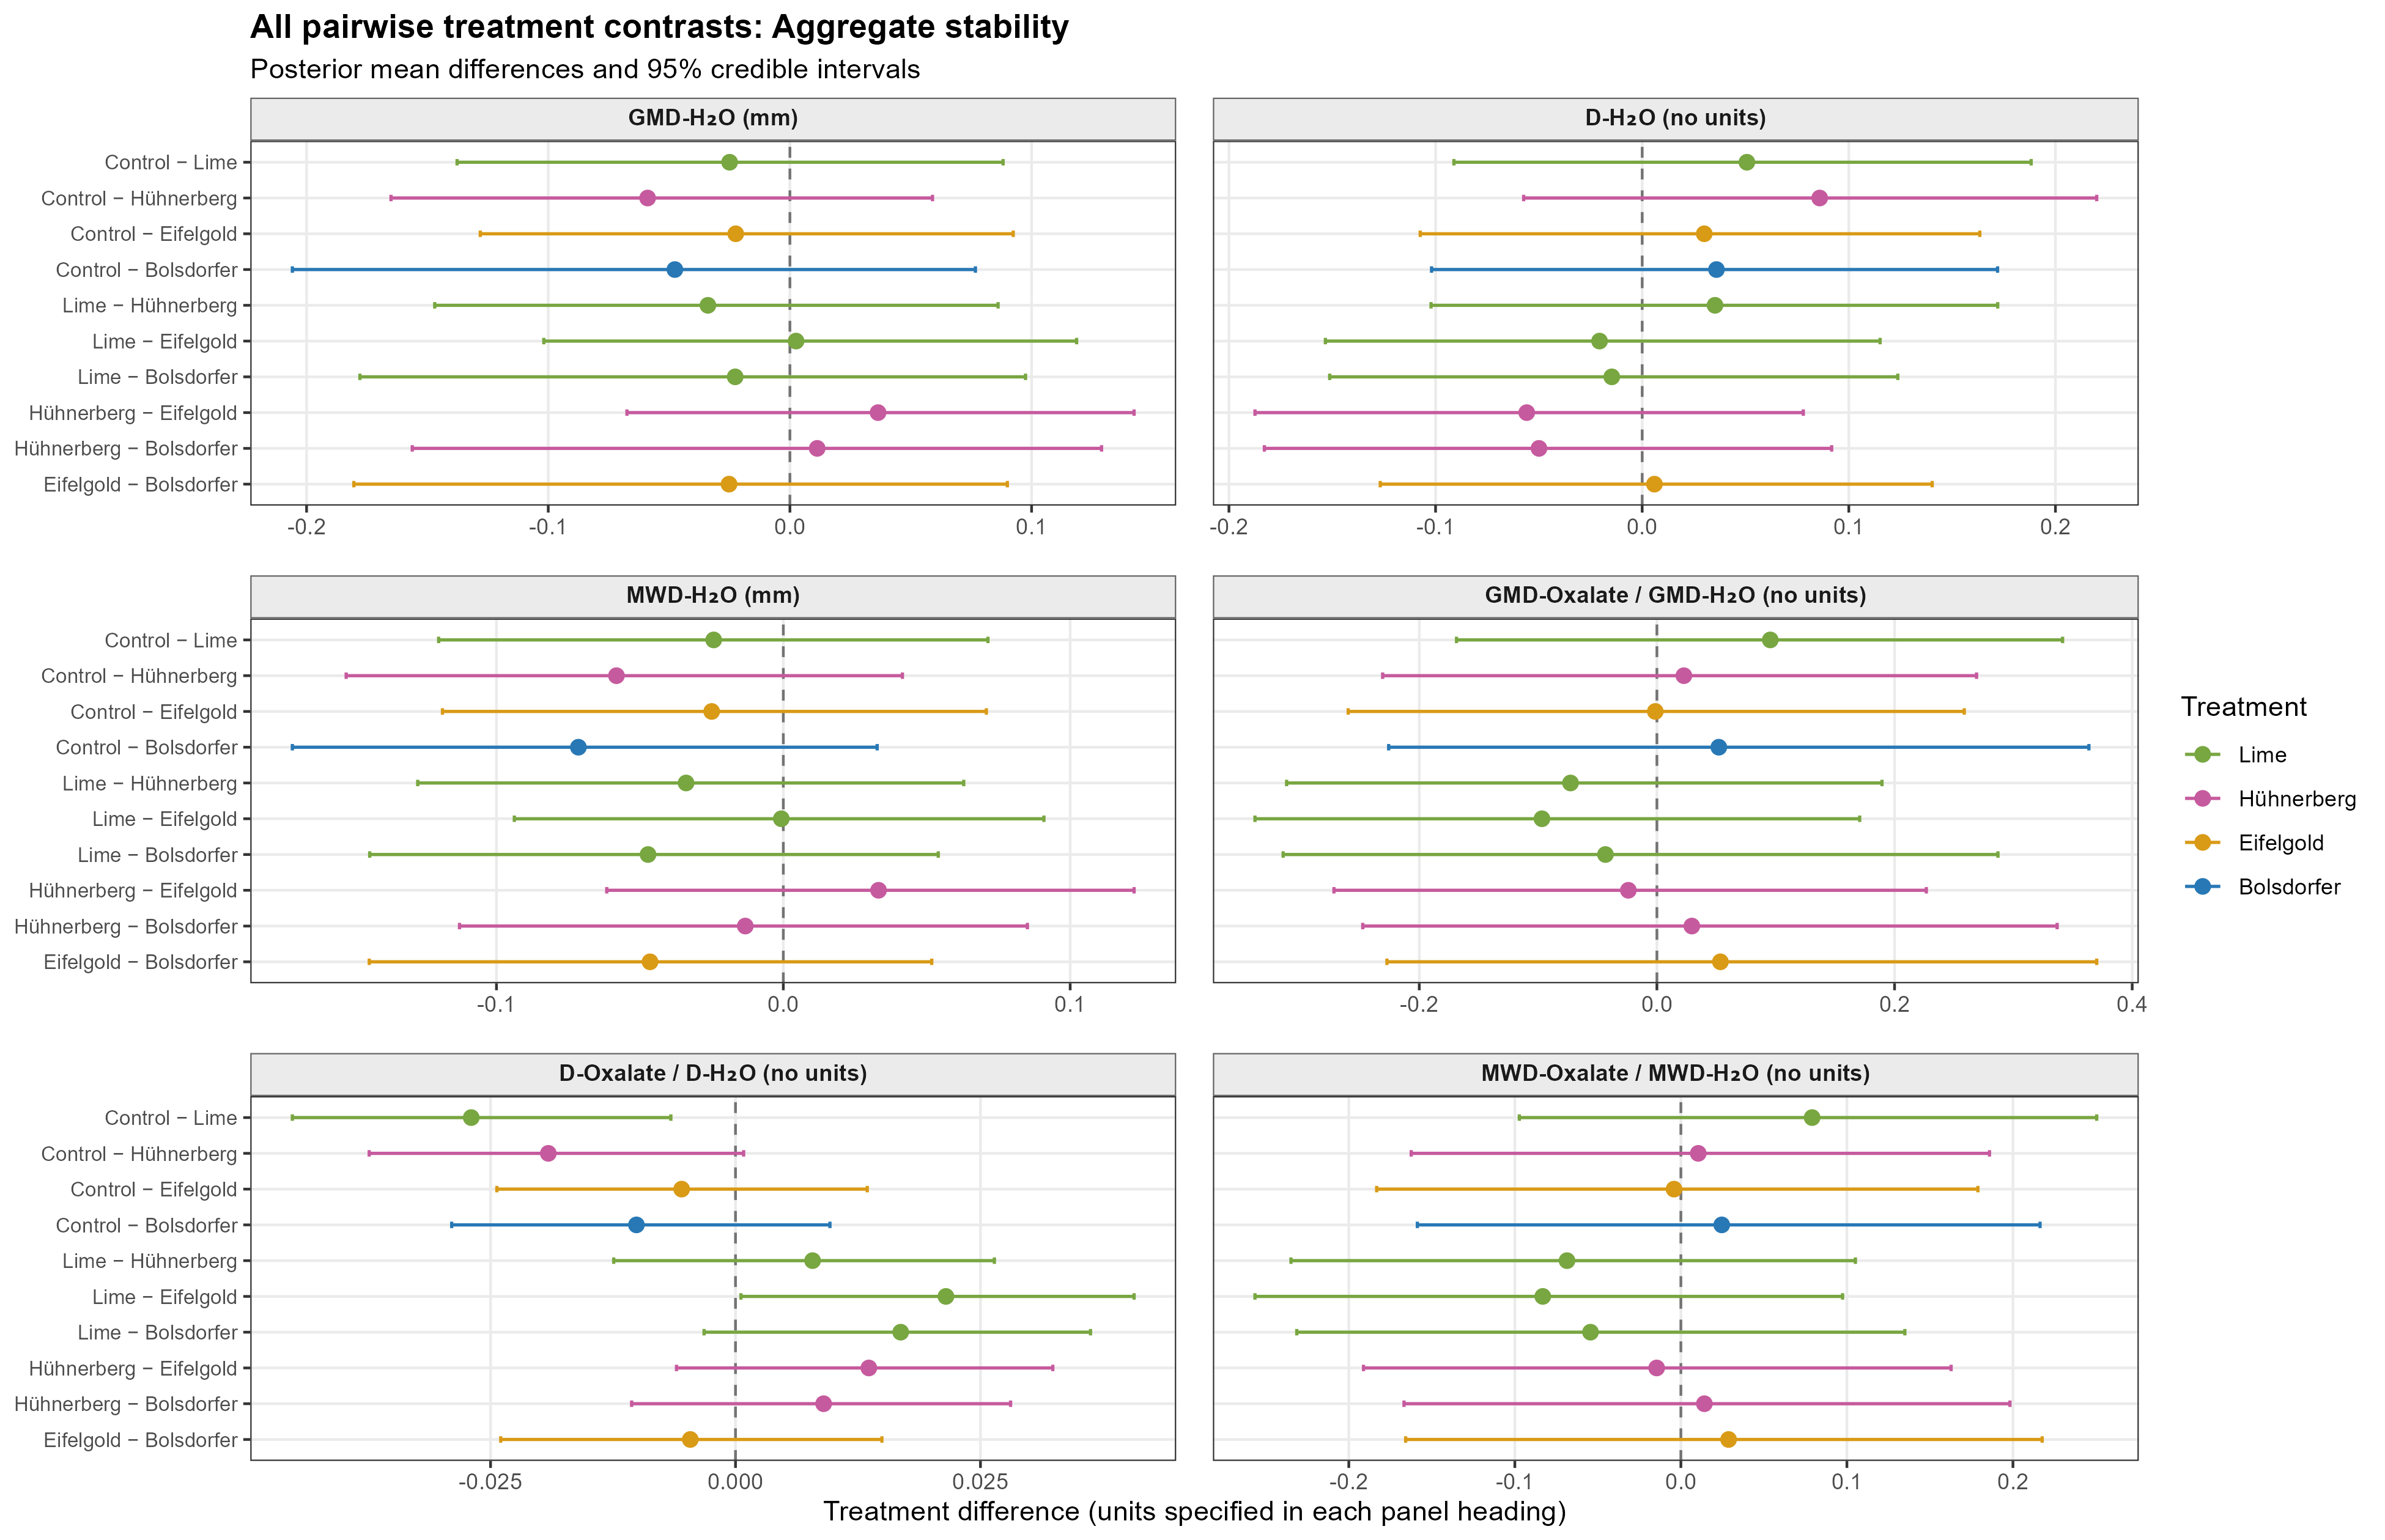 All pairwise treatment contrasts: Aggregate stability
Posterior mean differences and 95% credible intervals
GMD-H₂O (mm)
Control − Lime
Control − Hühnerberg
Control − Eifelgold
Control − Bolsdorfer
Lime − Hühnerberg
Lime − Eifelgold
Lime − Bolsdorfer
Hühnerberg − Eifelgold
Hühnerberg − Bolsdorfer
Eifelgold − Bolsdorfer
-0.2 -0.1 0.0 0.1
D-H₂O (no units)
-0.2 -0.1 0.0 0.1 0.2
MWD-H₂O (mm)
Control − Lime
Control − Hühnerberg
Control − Eifelgold
Control − Bolsdorfer
Lime − Hühnerberg
Lime − Eifelgold
Lime − Bolsdorfer
Hühnerberg − Eifelgold
Hühnerberg − Bolsdorfer
Eifelgold − Bolsdorfer
-0.1 0.0 0.1
GMD-Oxalate / GMD-H₂O (no units)
-0.2 0.0 0.2 0.4
D-Oxalate / D-H₂O (no units)
Control − Lime
Control − Hühnerberg
Control − Eifelgold
Control − Bolsdorfer
Lime − Hühnerberg
Lime − Eifelgold
Lime − Bolsdorfer
Hühnerberg − Eifelgold
Hühnerberg − Bolsdorfer
Eifelgold − Bolsdorfer
-0.025 0.000 0.025
MWD-Oxalate / MWD-H₂O (no units)
-0.2 -0.1 0.0 0.1 0.2
Treatment difference (units specified in each panel heading)
Treatment
Lime
Hühnerberg
Eifelgold
Bolsdorfer